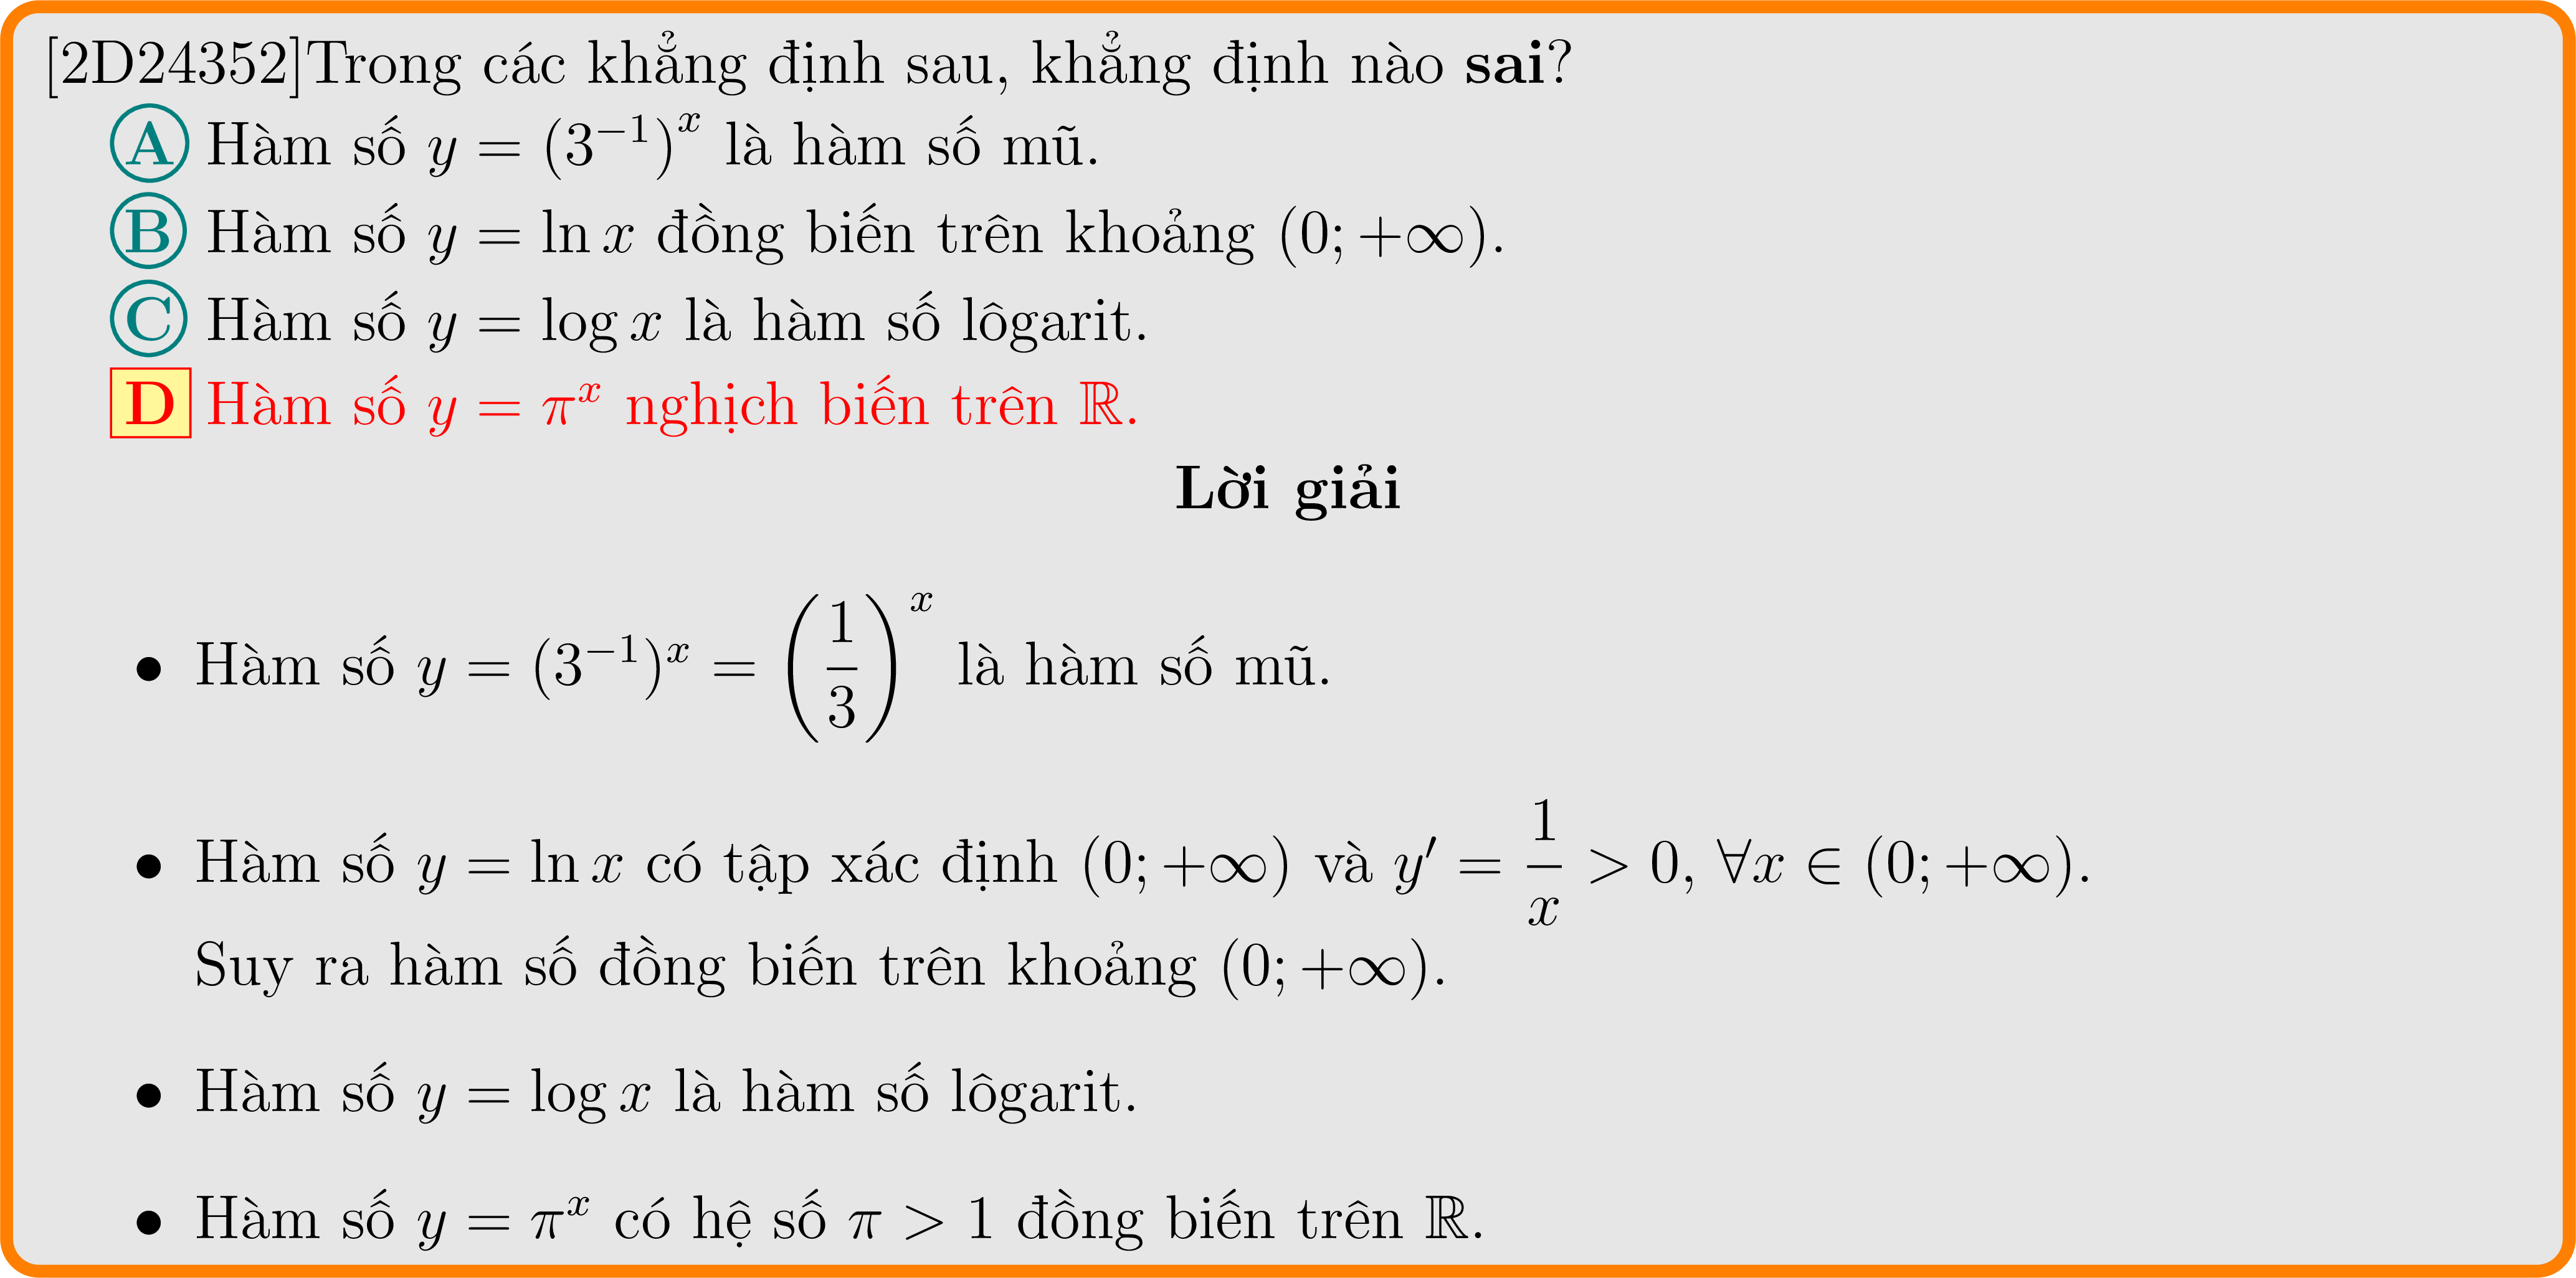 [2D24352]Trong các khẳng định sau, khẳng định nào sai?
A Hàm số $y = \left(3^{-1}\right)^x$ là hàm số mũ.
B Hàm số $y = \ln x$ đồng biến trên khoảng $(0; +\infty)$.
C Hàm số $y = \log x$ là hàm số lôgarit.
D Hàm số $y = \pi^x$ nghịch biến trên $\mathbb{R}$.
Lời giải
• Hàm số $y = (3^{-1})^x = \left(\dfrac{1}{3}\right)^x$ là hàm số mũ.
• Hàm số $y = \ln x$ có tập xác định $(0; +\infty)$ và $y' = \dfrac{1}{x} > 0, \forall x \in (0; +\infty)$.
Suy ra hàm số đồng biến trên khoảng $(0; +\infty)$.
• Hàm số $y = \log x$ là hàm số lôgarit.
• Hàm số $y = \pi^x$ có hệ số $\pi > 1$ đồng biến trên $\mathbb{R}$.